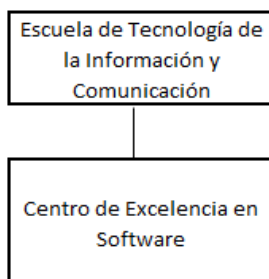 Escuela de Tecnología de
la Información y
Comunicación
Centro de Excelencia en
Software